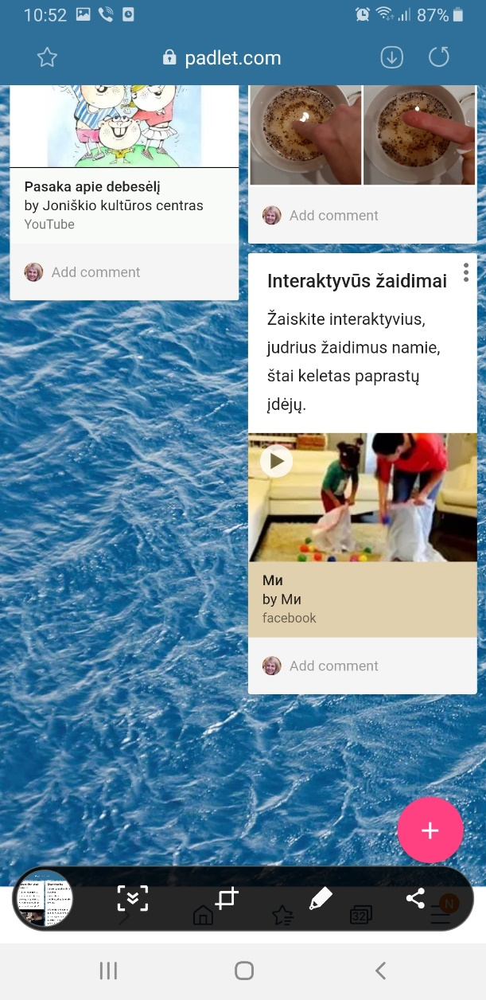 10:52
87%
padlet.com
Pasaka apie debesėlį
by Joniškio kultūros centras
YouTube
Add comment
Add comment
Interaktyvūs žaidimai
Žaiskite interaktyvius,
judrius žaidimus namie,
štai keletas paprastų
įdėjų.
Ми
by Ми
facebook
Add comment
32
N